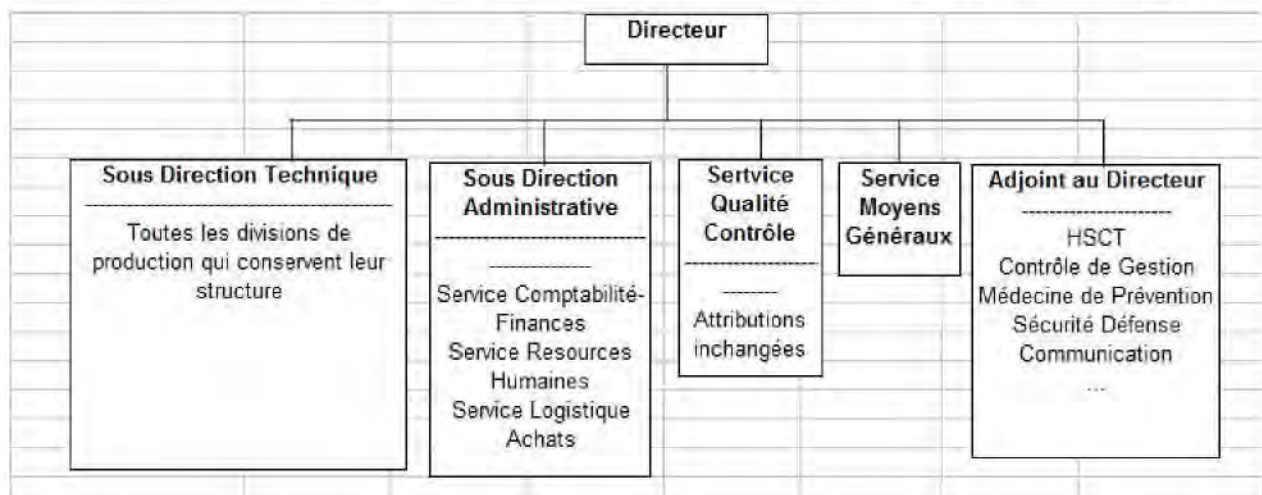 Directeur
Sous Direction Technique
------------------------------------------
Toutes les divisions de
production qui conservent leur
structure
Sous Direction
Administrative
-----------------------------
--------------
Service Comptabilité-
Finances
Service Resources
Humaines
Service Logistique
Achats
Sertvice
Qualité
Contrôle
------------------
--------
Attributions
inchangées
Service
Moyens
Généraux
Adjoint au Directeur
----------------------
HSCT
Contrôle de Gestion
Médecine de Prévention
Sécurité Défense
Communication
...